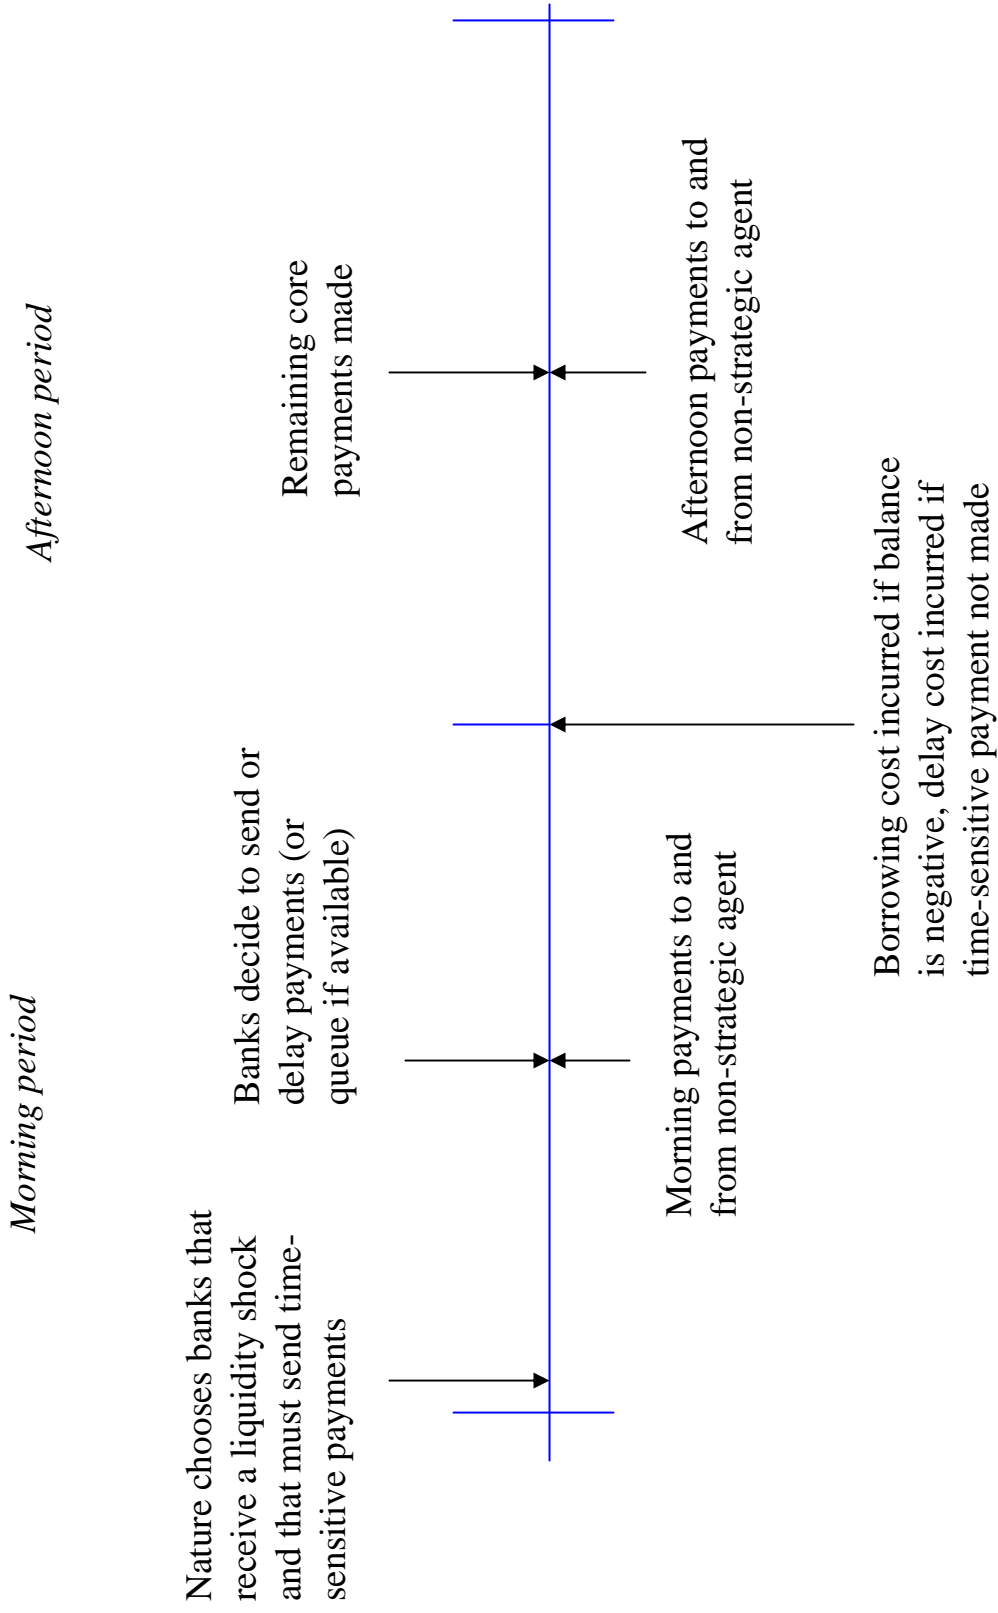 Morning period
Afternoon period
Nature chooses banks that
receive a liquidity shock
and that must send time-
sensitive payments
Banks decide to send or
delay payments (or
queue if available)
Remaining core
payments made
Morning payments to and
from non-strategic agent
Afternoon payments to and
from non-strategic agent
Borrowing cost incurred if balance
is negative, delay cost incurred if
time-sensitive payment not made